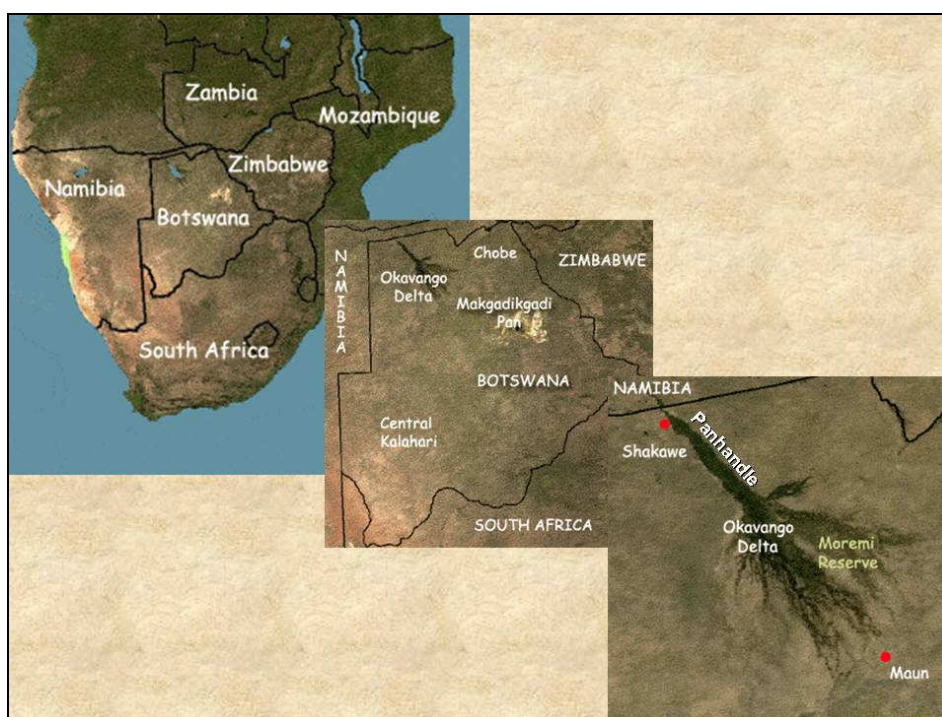 Zambia
Mozambique
Zimbabwe
Namibia
Botswana
South Africa
NAMIBIA
Chobe
ZIMBABWE
Okavango
Delta
Makgadikgadi
Pan
BOTSWANA
Central
Kalahari
SOUTH AFRICA
NAMIBIA
Panhandle
Shakawe
Okavango
Delta
Moremi
Reserve
Maun